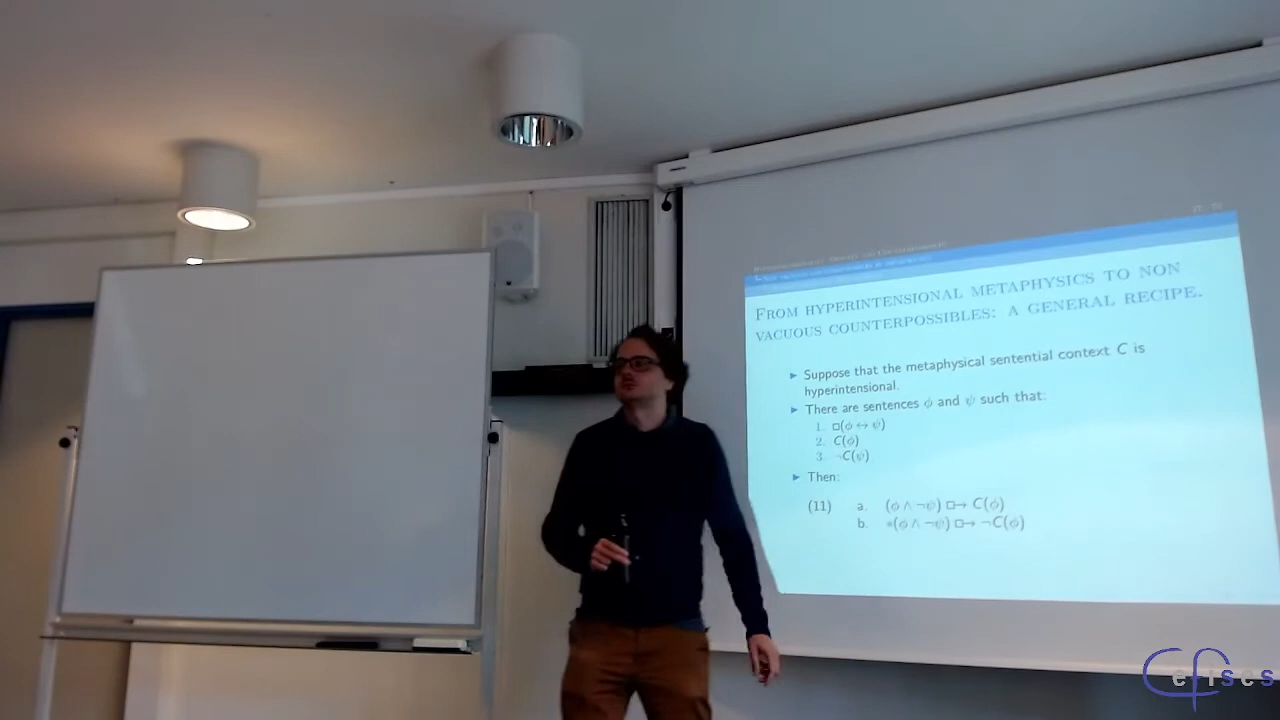 FROM HYPERINTENSIONAL METAPHYSICS TO NON
VACUOUS COUNTERPOSSIBLES: A GENERAL RECIPE.
▶ Suppose that the metaphysical sentential context C is
hyperintensional.
▶ There are sentences ϕ and ψ such that:
1. □(ϕ ↔ ψ)
2. C(ϕ)
3. ¬C(ψ)
▶ Then:
(11) a. (ϕ ∧ ¬ψ) □→ C(ϕ)
b. *(ϕ ∧ ¬ψ) □→ ¬C(ϕ)
Cefises